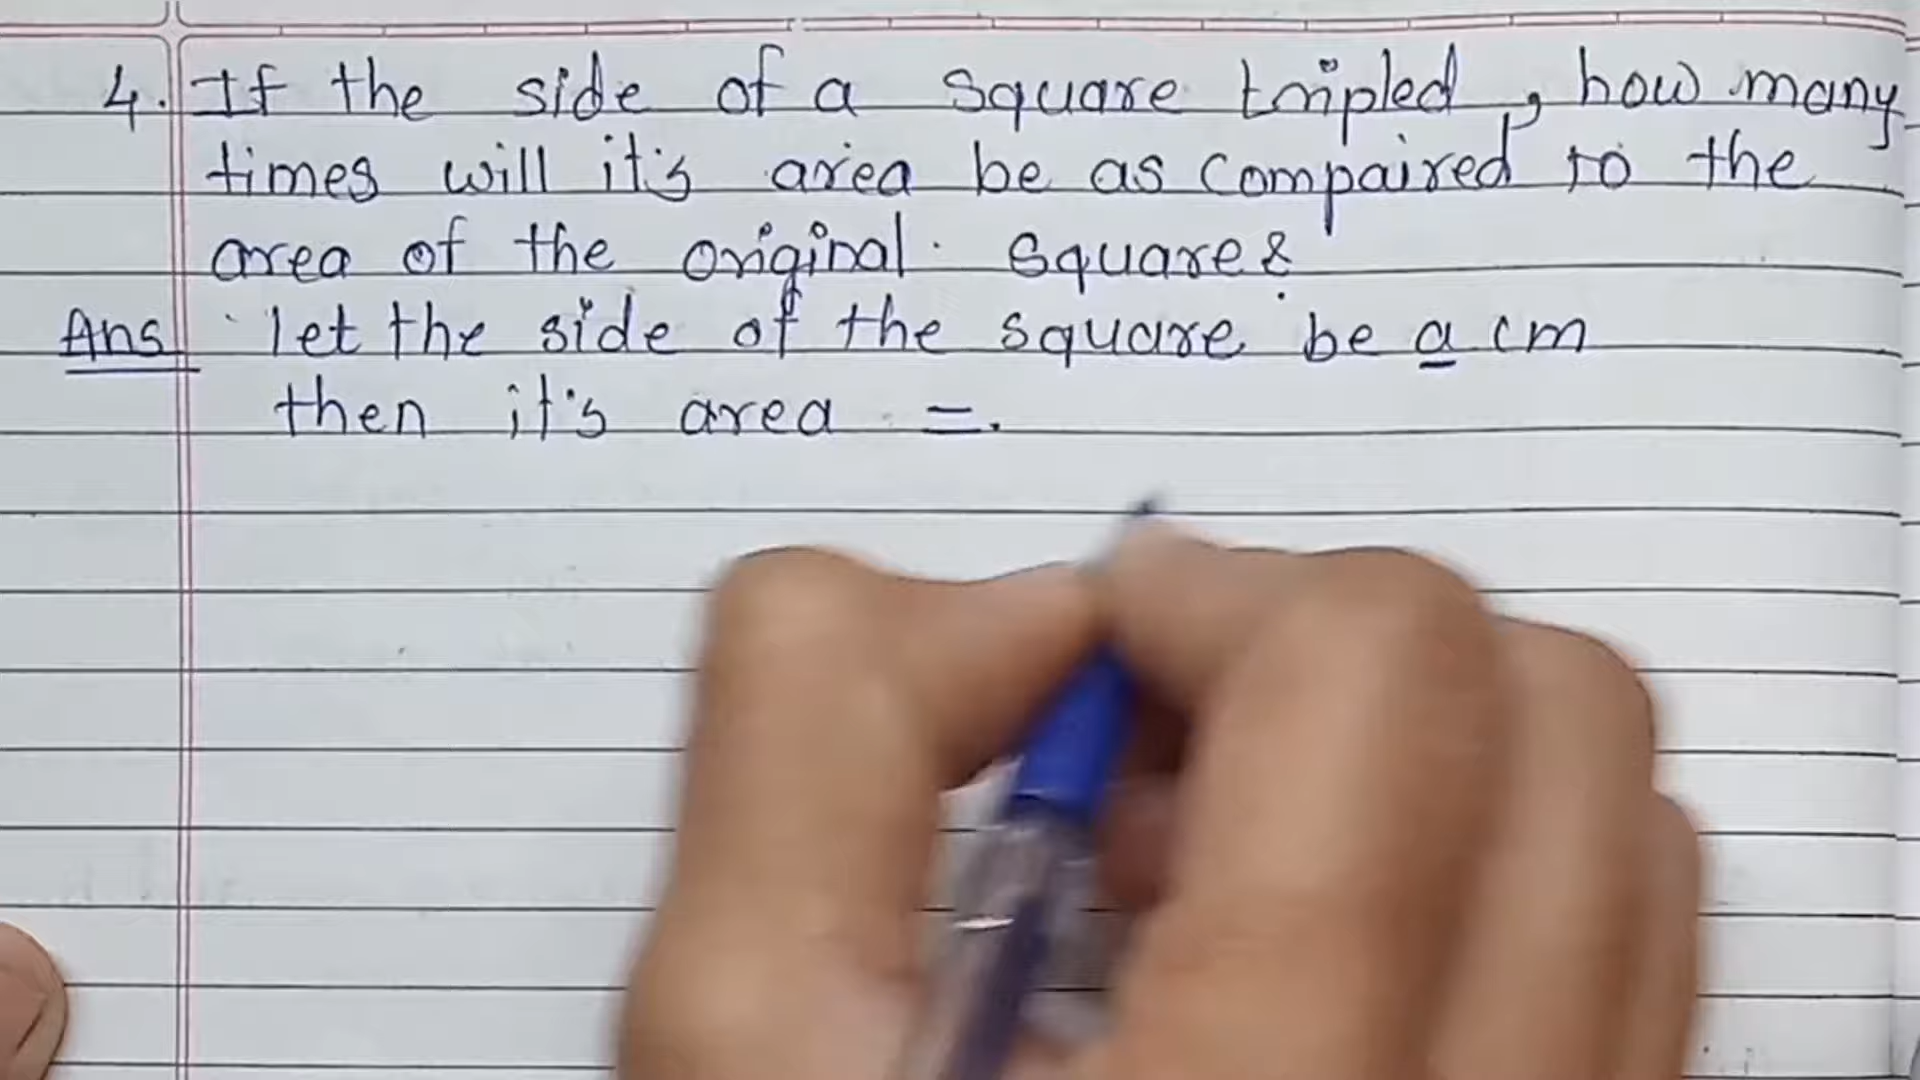 4. If the side of a square tripled, how many
times will it's area be as compaired to the
area of the original square?
Ans let the side of the square be a cm
then it's area =